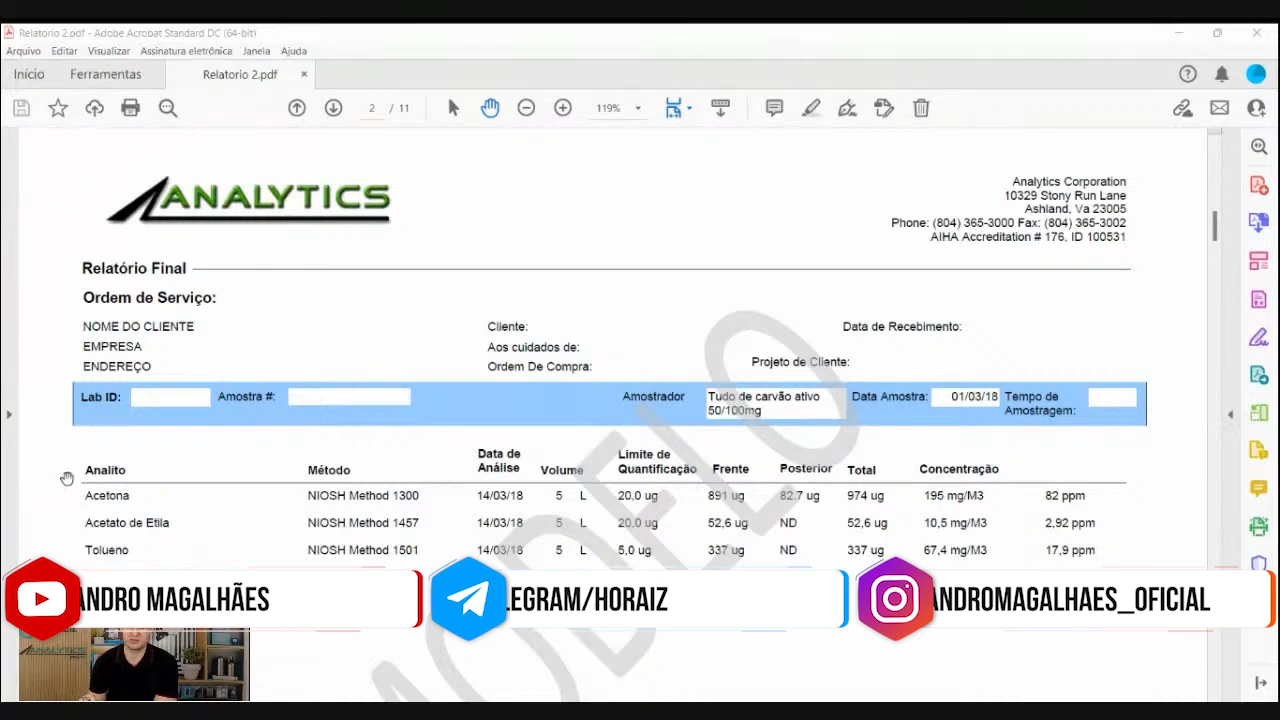 Relatorio 2.pdf - Adobe Acrobat Standard DC (64-bit)
Arquivo Editar Visualizar Assinatura eletrônica Janela Ajuda
Início Ferramentas Relatorio 2.pdf ×
2 / 11 119%
ANALYTICS
Analytics Corporation
10329 Stony Run Lane
Ashland, Va 23005
Phone: (804) 365-3000 Fax: (804) 365-3002
AIHA Accreditation # 176, ID 100531
Relatório Final
Ordem de Serviço:
NOME DO CLIENTE Cliente: Data de Recebimento:
EMPRESA Aos cuidados de:
Projeto de Cliente:
ENDEREÇO Ordem De Compra:
Lab ID: Amostra #: Amostrador Tudo de carvão ativo 50/100mg Data Amostra: 01/03/18 Tempo de Amostragem:
Analito Método Data de Análise Volume Limite de Quantificação Frente Posterior Total Concentração
Acetona NIOSH Method 1300 14/03/18 5 L 20,0 ug 891 ug 82.7 ug 974 ug 195 mg/M3 82 ppm
Acetato de Etila NIOSH Method 1457 14/03/18 5 L 20,0 ug 52,6 ug ND 52,6 ug 10,5 mg/M3 2,92 ppm
Tolueno NIOSH Method 1501 14/03/18 5 L 5,0 ug 337 ug ND 337 ug 67,4 mg/M3 17,9 ppm
MODELO
ANDRO MAGALHÃES
LEGRAM/HORAIZ
ANDROMAGALHAES_OFICIAL
ANALYTICS